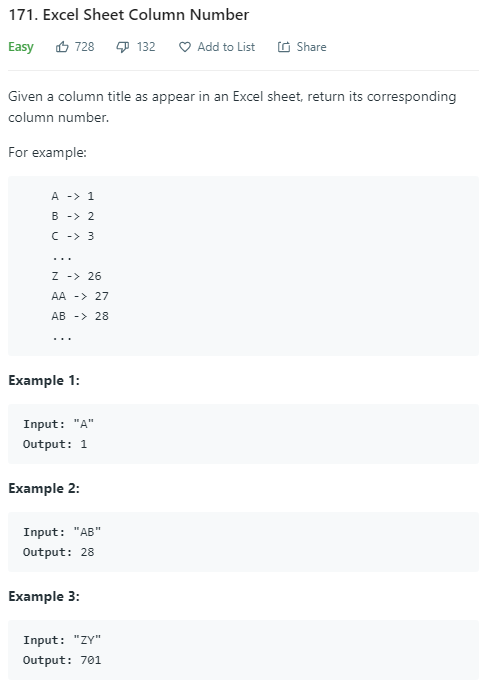 171. Excel Sheet Column Number
Easy 728 132 Add to List Share
Given a column title as appear in an Excel sheet, return its corresponding
column number.
For example:
A -> 1
B -> 2
C -> 3
...
Z -> 26
AA -> 27
AB -> 28
...
Example 1:
Input: "A"
Output: 1
Example 2:
Input: "AB"
Output: 28
Example 3:
Input: "ZY"
Output: 701